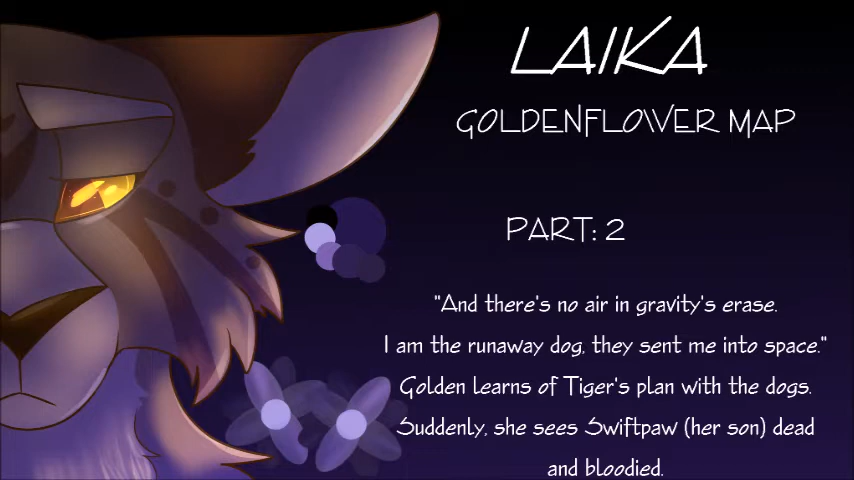 LAIKA
GOLDENFLOWER MAP
PART: 2
"And there's no air in gravity's erase.
I am the runaway dog, they sent me into space."
Golden learns of Tiger's plan with the dogs.
Suddenly, she sees Swiftpaw (her son) dead
and bloodied.